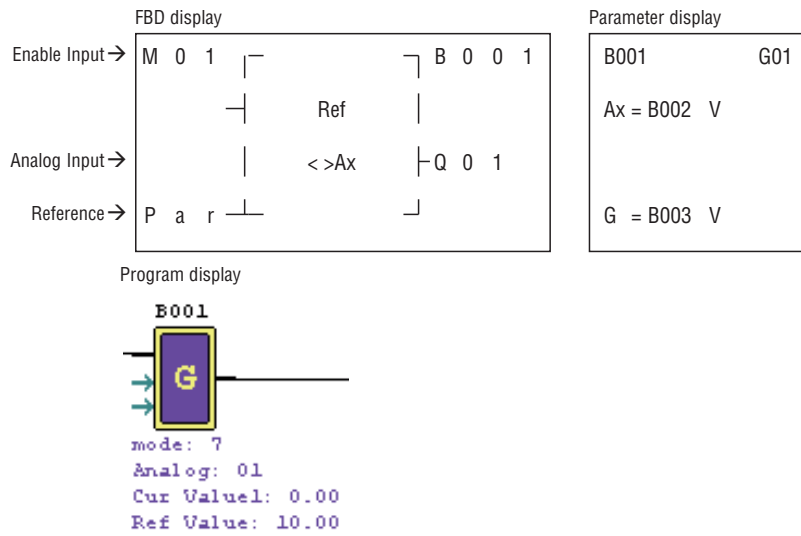 FBD display
Parameter display
Enable Input →
M 0 1
B 0 0 1
B001 G01
Ref
Ax = B002 V
Analog Input →
< >Ax
Q 0 1
Reference →
P a r
G = B003 V
Program display
B001
G
mode: 7
Analog: 01
Cur Value1: 0.00
Ref Value: 10.00